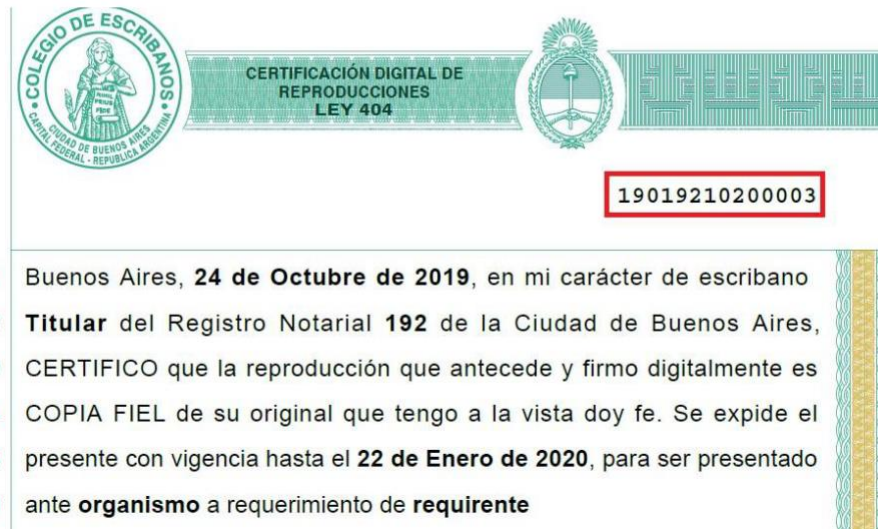 COLEGIO DE ESCRIBANOS
CIUDAD DE BUENOS AIRES
CAPITAL FEDERAL - REPUBLICA ARGENTINA
CERTIFICACIÓN DIGITAL DE
REPRODUCCIONES
LEY 404
19019210200003
Buenos Aires, 24 de Octubre de 2019, en mi carácter de escribano
Titular del Registro Notarial 192 de la Ciudad de Buenos Aires,
CERTIFICO que la reproducción que antecede y firmo digitalmente es
COPIA FIEL de su original que tengo a la vista doy fe. Se expide el
presente con vigencia hasta el 22 de Enero de 2020, para ser presentado
ante organismo a requerimiento de requirente